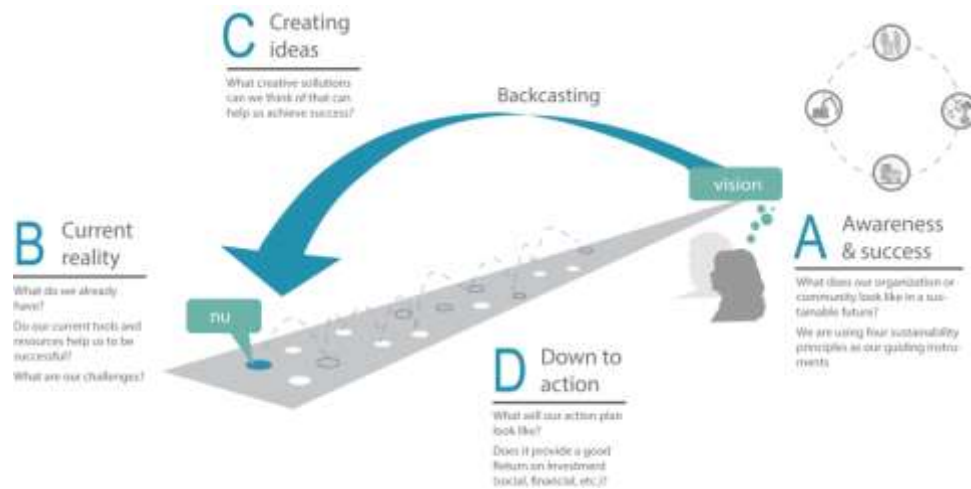 C Creating
ideas
What creative sollutions
can we think of that can
help us achieve success?
Backcasting
vision
A Awareness
& success
What does our organization or
community look like in a sus-
tainable future?
We are using four sustainability
principles as our guiding instru-
ments
B Current
reality
What do we already
have?
Do our current tools and
resources help us to be
successful?
What are our challenges?
nu
D Down to
action
What will our action plan
look like?
Does it provide a good
Return on Investment
(social, financial, etc.)?